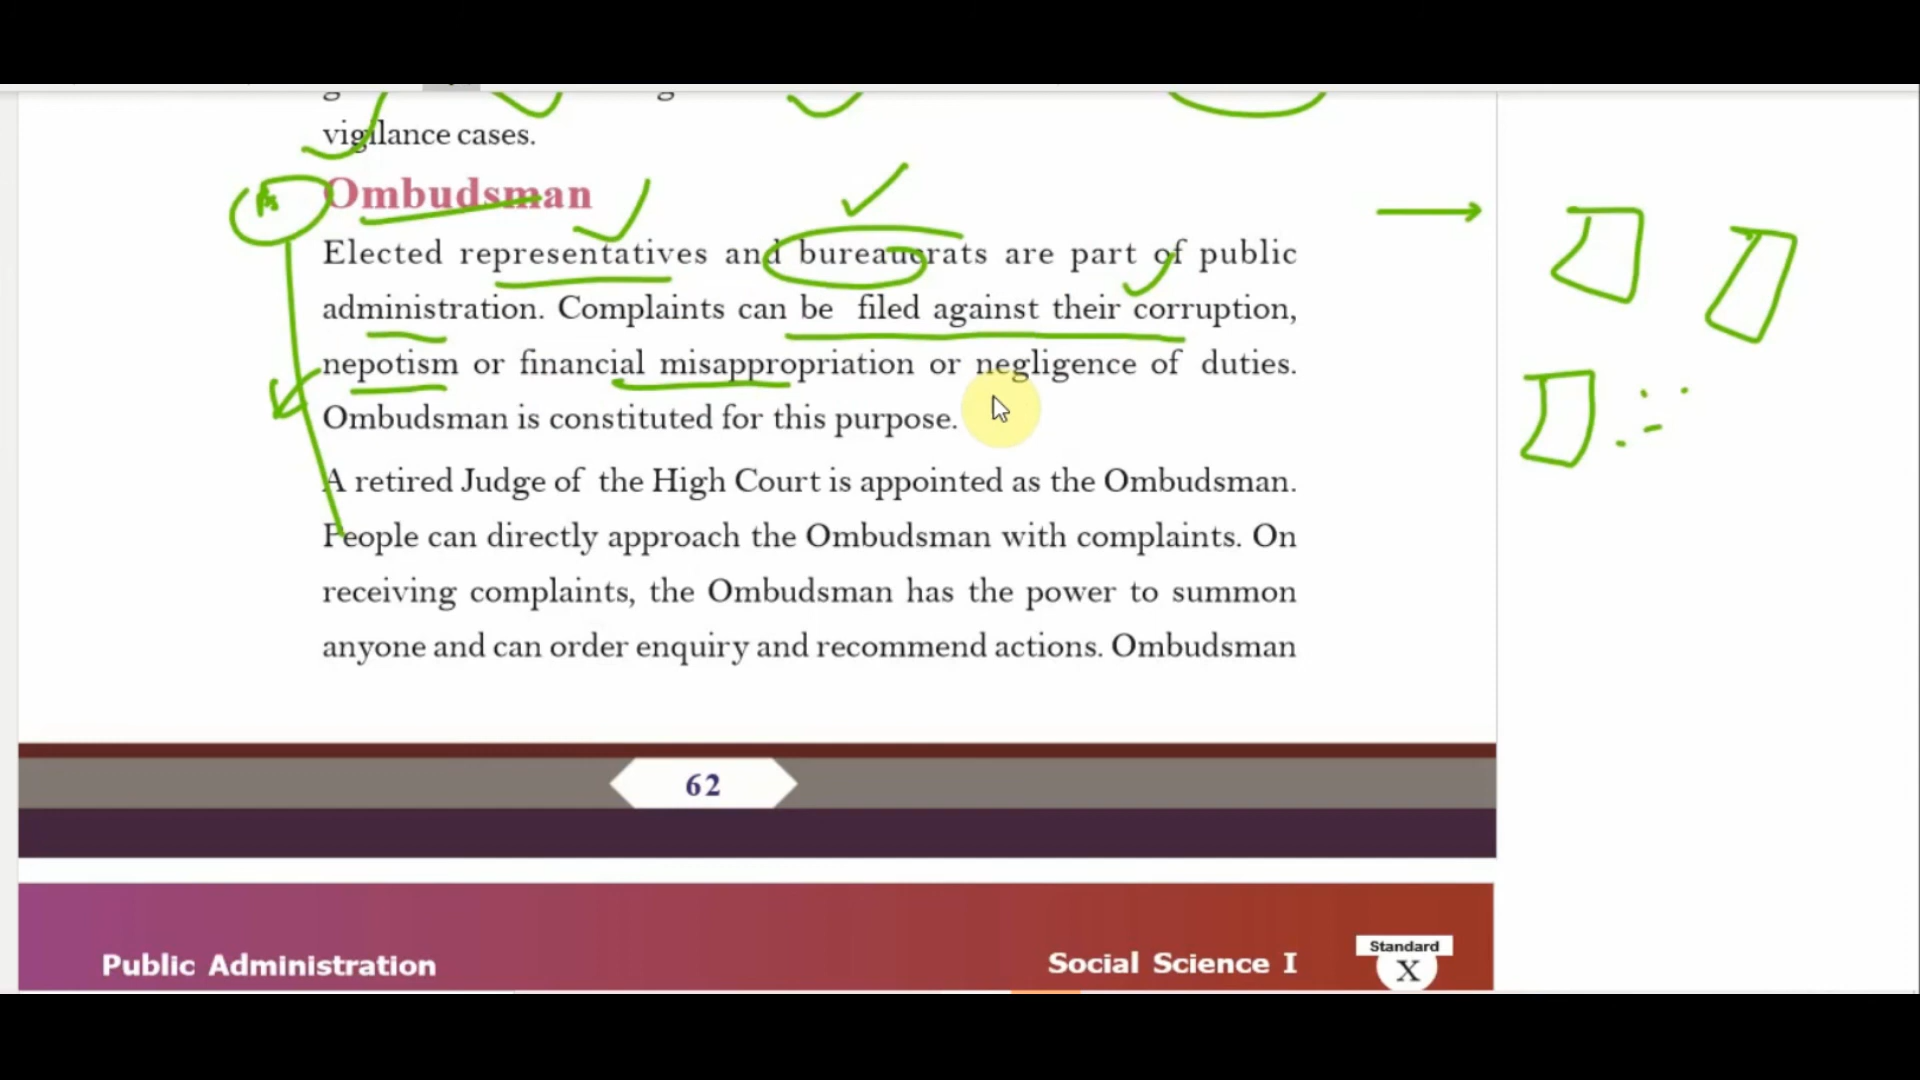 vigilance cases.
Ombudsman
Elected representatives and bureaucrats are part of public
administration. Complaints can be filed against their corruption,
nepotism or financial misappropriation or negligence of duties.
Ombudsman is constituted for this purpose.
A retired Judge of the High Court is appointed as the Ombudsman.
People can directly approach the Ombudsman with complaints. On
receiving complaints, the Ombudsman has the power to summon
anyone and can order enquiry and recommend actions. Ombudsman
62
Public Administration
Social Science I
Standard
X